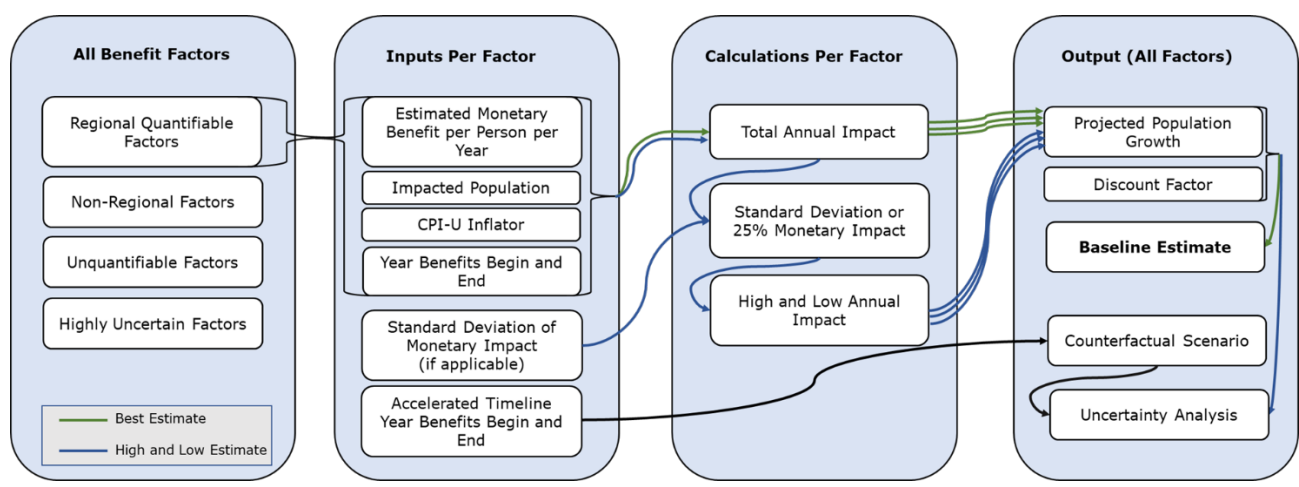 All Benefit Factors
Regional Quantifiable
Factors
Non-Regional Factors
Unquantifiable Factors
Highly Uncertain Factors
Best Estimate
High and Low Estimate
Inputs Per Factor
Estimated Monetary
Benefit per Person per
Year
Impacted Population
CPI-U Inflator
Year Benefits Begin and
End
Standard Deviation of
Monetary Impact
(if applicable)
Accelerated Timeline
Year Benefits Begin and
End
Calculations Per Factor
Total Annual Impact
Standard Deviation or
25% Monetary Impact
High and Low Annual
Impact
Output (All Factors)
Projected Population
Growth
Discount Factor
Baseline Estimate
Counterfactual Scenario
Uncertainty Analysis